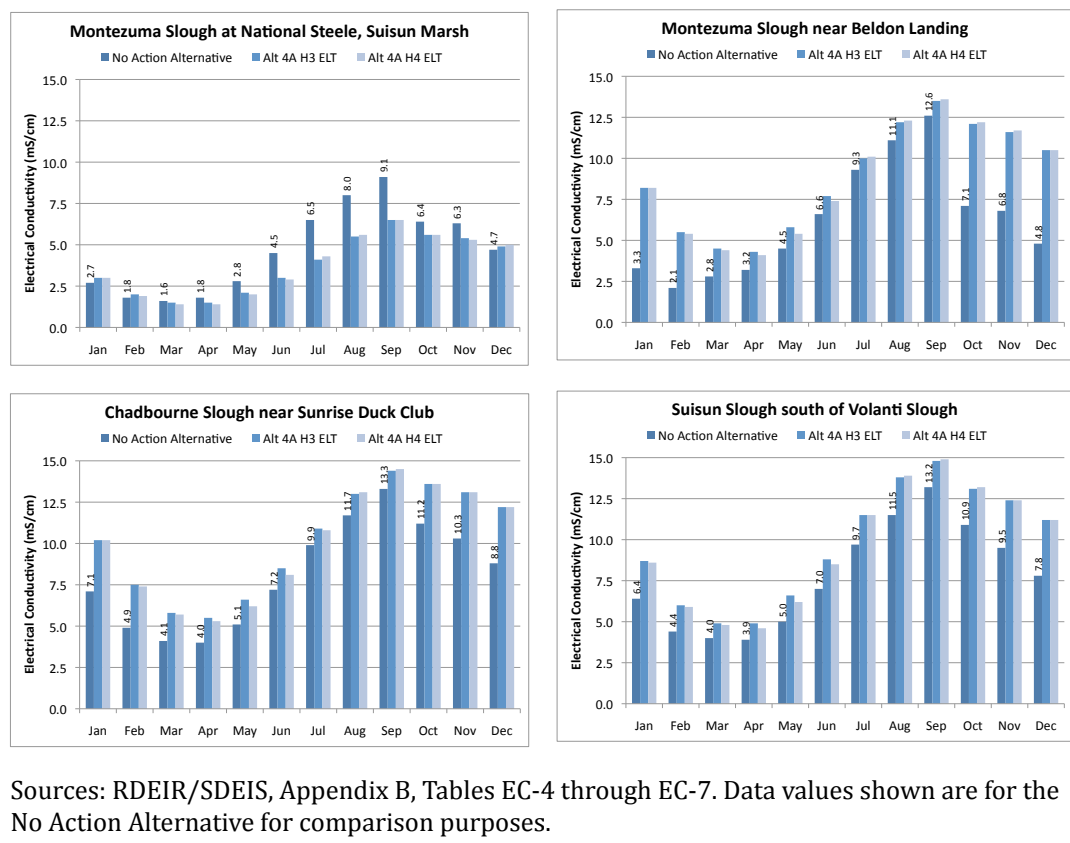 Montezuma Slough at National Steele, Suisun Marsh
No Action Alternative Alt 4A H3 ELT Alt 4A H4 ELT
Electrical Conductivity (mS/cm)
15.0
12.5
10.0
7.5
5.0
2.5
0.0
2.7 1.8 1.6 1.8 2.8 4.5 6.5 8.0 9.1 6.4 6.3 4.7
Jan Feb Mar Apr May Jun Jul Aug Sep Oct Nov Dec
Montezuma Slough near Beldon Landing
No Action Alternative Alt 4A H3 ELT Alt 4A H4 ELT
Electrical Conductivity (mS/cm)
15.0
12.5
10.0
7.5
5.0
2.5
0.0
3.3 2.1 2.8 3.2 4.5 6.6 9.3 11.1 12.6 7.1 6.8 4.8
Jan Feb Mar Apr May Jun Jul Aug Sep Oct Nov Dec
Chadbourne Slough near Sunrise Duck Club
No Action Alternative Alt 4A H3 ELT Alt 4A H4 ELT
Electrical Conductivity (mS/cm)
15.0
12.5
10.0
7.5
5.0
2.5
0.0
7.1 4.9 4.1 4.0 5.1 7.2 9.9 11.7 13.3 11.2 10.3 8.8
Jan Feb Mar Apr May Jun Jul Aug Sep Oct Nov Dec
Suisun Slough south of Volanti Slough
No Action Alternative Alt 4A H3 ELT Alt 4A H4 ELT
Electrical Conductivity (mS/cm)
15.0
12.5
10.0
7.5
5.0
2.5
0.0
6.4 4.4 4.0 3.9 5.0 7.0 9.7 11.5 13.2 10.9 9.5 7.8
Jan Feb Mar Apr May Jun Jul Aug Sep Oct Nov Dec
Sources: RDEIR/SDEIS, Appendix B, Tables EC-4 through EC-7. Data values shown are for the
No Action Alternative for comparison purposes.